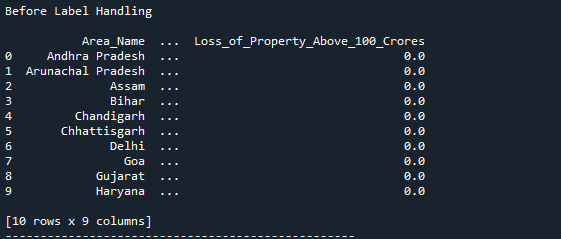 Before Label Handling
Area_Name ... Loss_of_Property_Above_100_Crores
0 Andhra Pradesh ... 0.0
1 Arunachal Pradesh ... 0.0
2 Assam ... 0.0
3 Bihar ... 0.0
4 Chandigarh ... 0.0
5 Chhattisgarh ... 0.0
6 Delhi ... 0.0
7 Goa ... 0.0
8 Gujarat ... 0.0
9 Haryana ... 0.0
[10 rows x 9 columns]
--------------------------------------------------